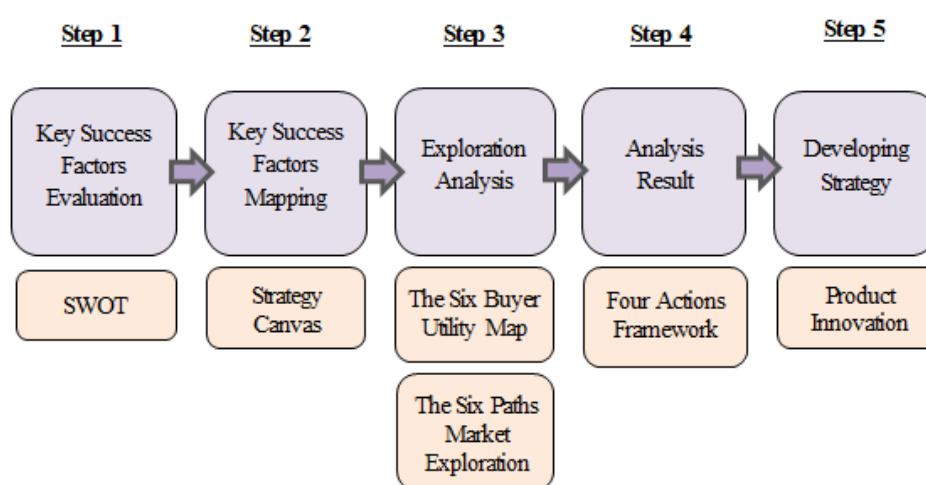 Step 1
Step 2
Step 3
Step 4
Step 5
Key Success
Factors
Evaluation
Key Success
Factors
Mapping
Exploration
Analysis
Analysis
Result
Developing
Strategy
SWOT
Strategy
Canvas
The Six Buyer
Utility Map
Four Actions
Framework
Product
Innovation
The Six Paths
Market
Exploration